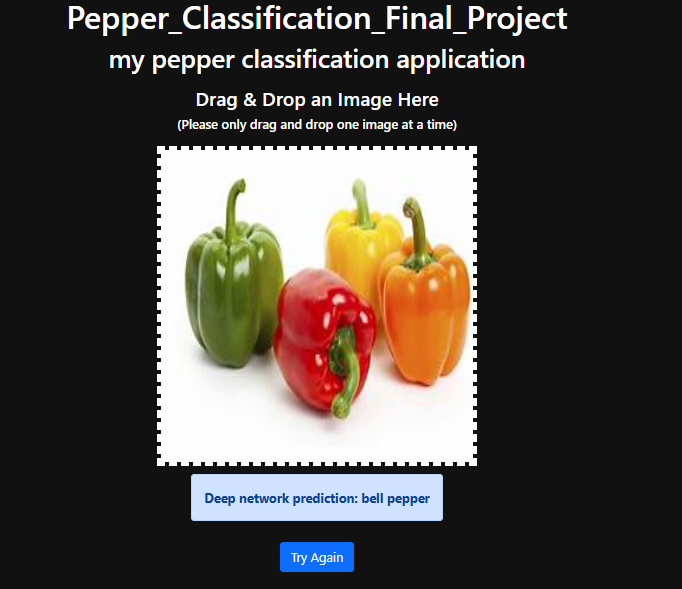 Pepper_Classification_Final_Project
my pepper classification application
Drag & Drop an Image Here
(Please only drag and drop one image at a time)
Deep network prediction: bell pepper
Try Again